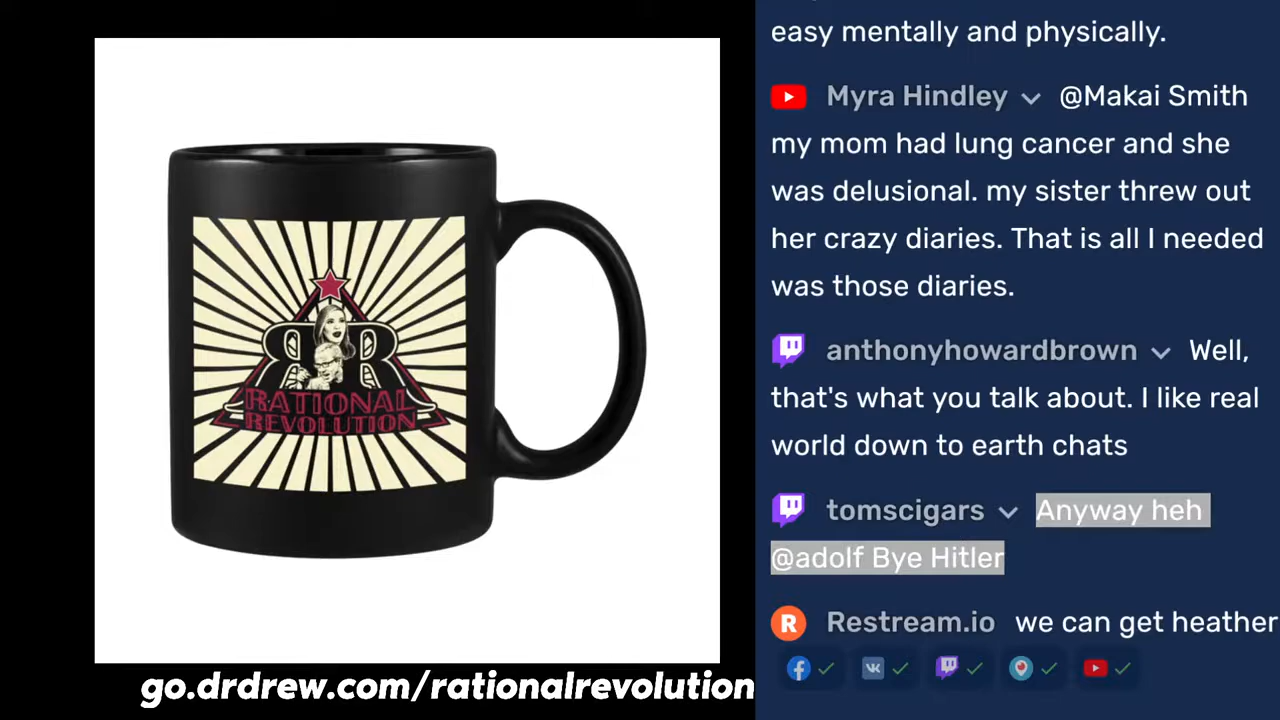 RATIONAL
REVOLUTION
go.drdrew.com/rationalrevolution
easy mentally and physically.
Myra Hindley @Makai Smith
my mom had lung cancer and she
was delusional. my sister threw out
her crazy diaries. That is all I needed
was those diaries.
anthonyhowardbrown Well,
that's what you talk about. I like real
world down to earth chats
tomscigars Anyway heh
@adolf Bye Hitler
Restream.io we can get heather